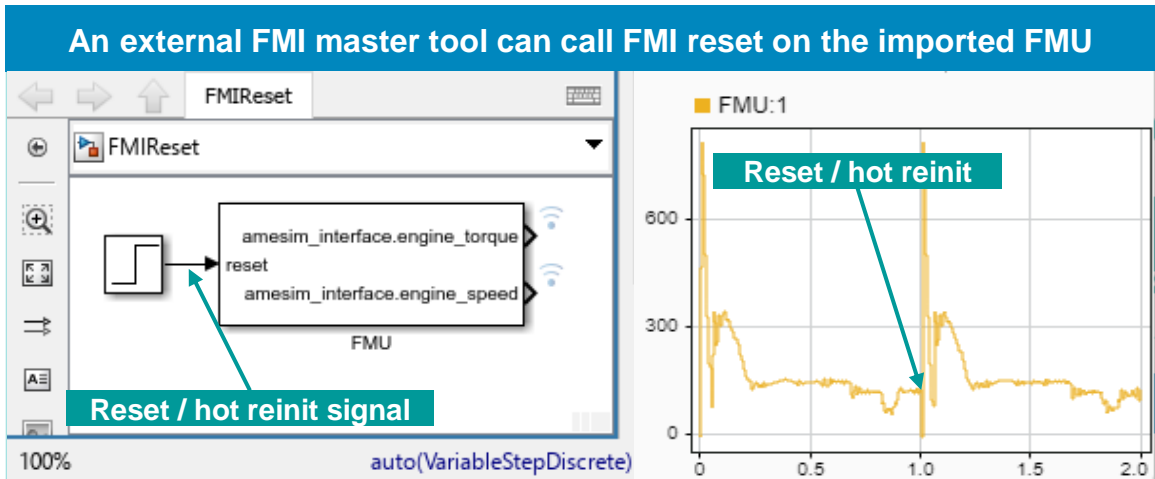 An external FMI master tool can call FMI reset on the imported FMU
FMIReset
FMIReset
amesim_interface.engine_torque
reset
amesim_interface.engine_speed
FMU
Reset / hot reinit signal
100%
auto(VariableStepDiscrete)
FMU:1
Reset / hot reinit
600
300
0
0 0.5 1.0 1.5 2.0